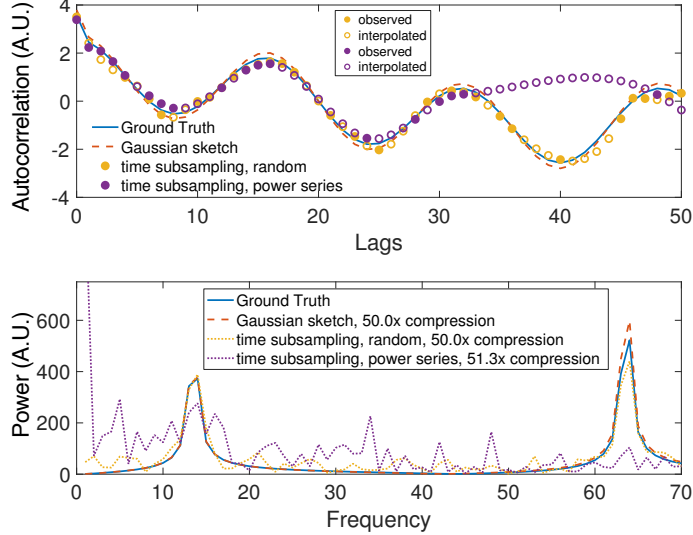 Autocorrelation (A.U.)
4
2
0
-2
-4
observed
interpolated
observed
interpolated
Ground Truth
Gaussian sketch
time subsampling, random
time subsampling, power series
0
10
20
30
40
50
Lags
Power (A.U.)
600
400
200
0
Ground Truth
Gaussian sketch, 50.0x compression
time subsampling, random, 50.0x compression
time subsampling, power series, 51.3x compression
0
10
20
30
40
50
60
70
Frequency